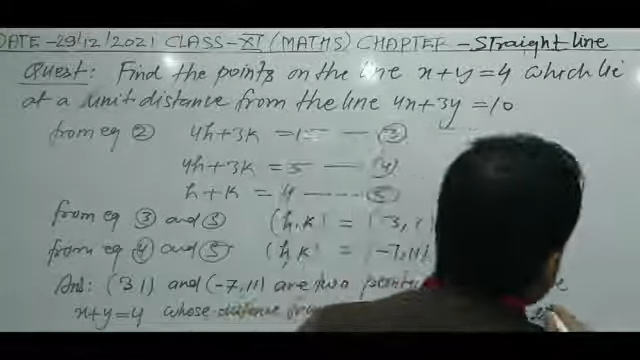 DATE-29/12/2021 CLASS-XI (MATHS) CHAPTER-Straight line
Quest: Find the points on the line x+y=4 which lie
at a unit distance from the line 4x+3y=10
from eq ② 4h+3k = 15 — ③
4h+3k = 5 — ④
h+k = 4 ---- ⑤
from eq ③ and ⑤ (h,k) = (3,
from eq ④ and ⑤ (h,k) = (-7,11)
Ans: (3 1) and (-7,11) are two points
x+y=4 whose distance from